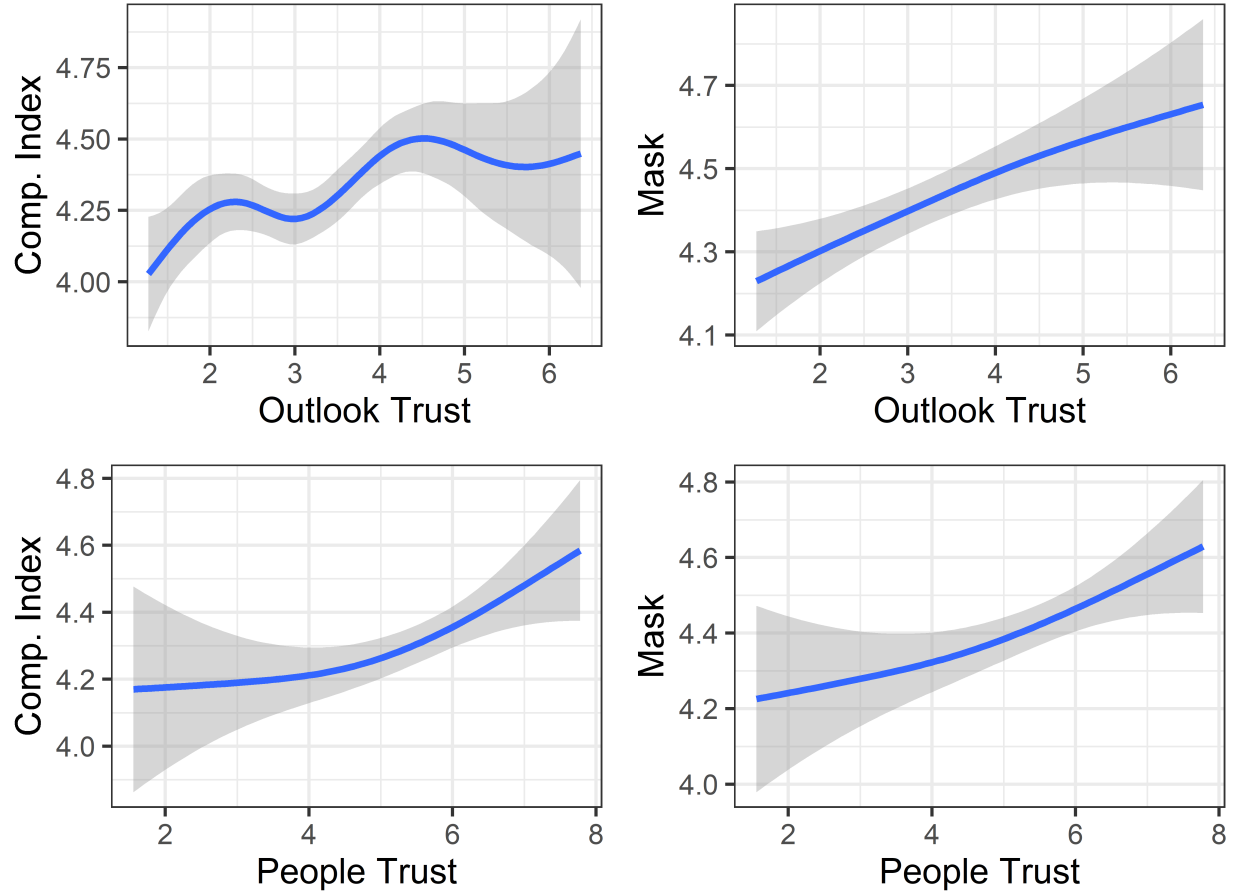 Comp. Index
4.75
4.50
4.25
4.00
2 3 4 5 6
Outlook Trust
Mask
4.7
4.5
4.3
4.1
2 3 4 5 6
Outlook Trust
Comp. Index
4.8
4.6
4.4
4.2
4.0
2 4 6 8
People Trust
Mask
4.8
4.6
4.4
4.2
4.0
2 4 6 8
People Trust